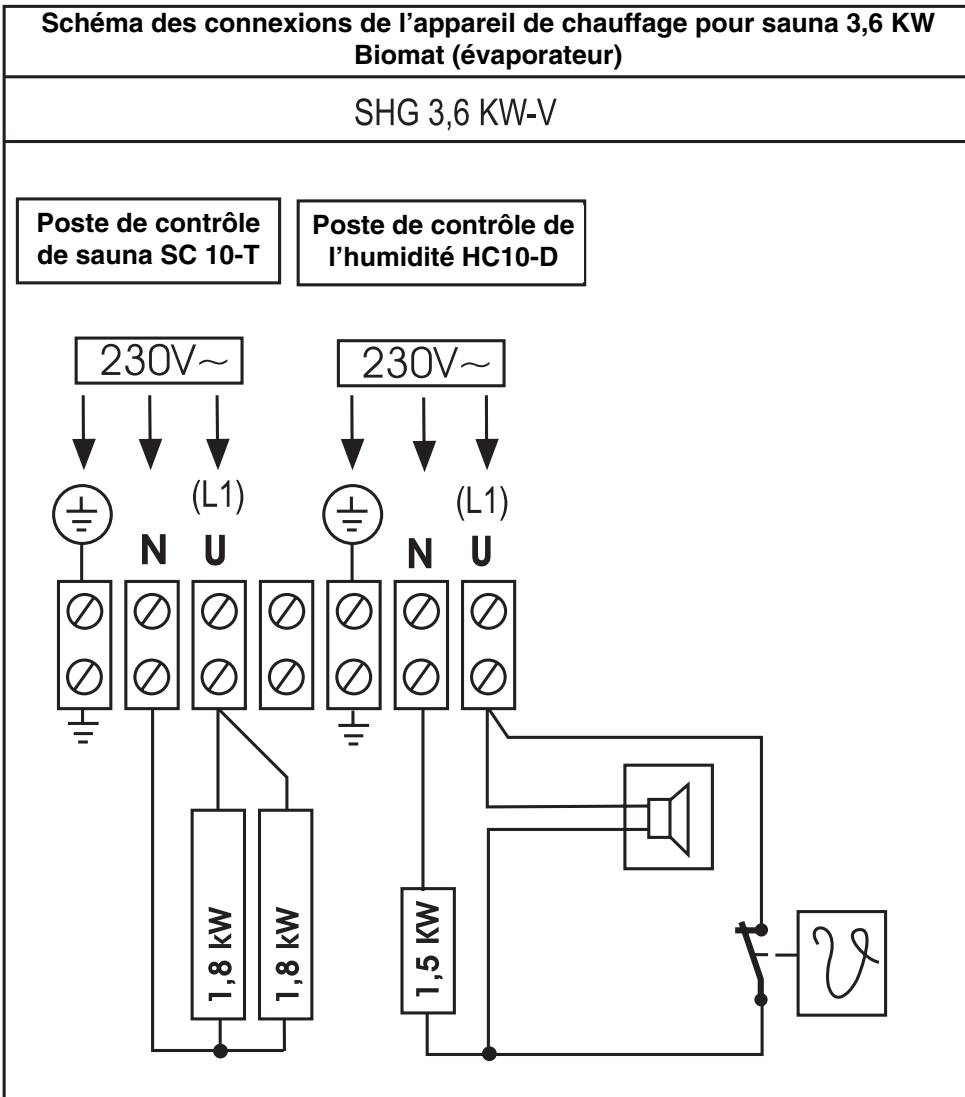 Schéma des connexions de l'appareil de chauffage pour sauna 3,6 KW
Biomat (évaporateur)
SHG 3,6 KW-V
Poste de contrôle
de sauna SC 10-T
Poste de contrôle de
l'humidité HC10-D
230V~
230V~
(L1)
(L1)
N U
N U
1,8 kW
1,8 kW
1,5 KW
ϑ